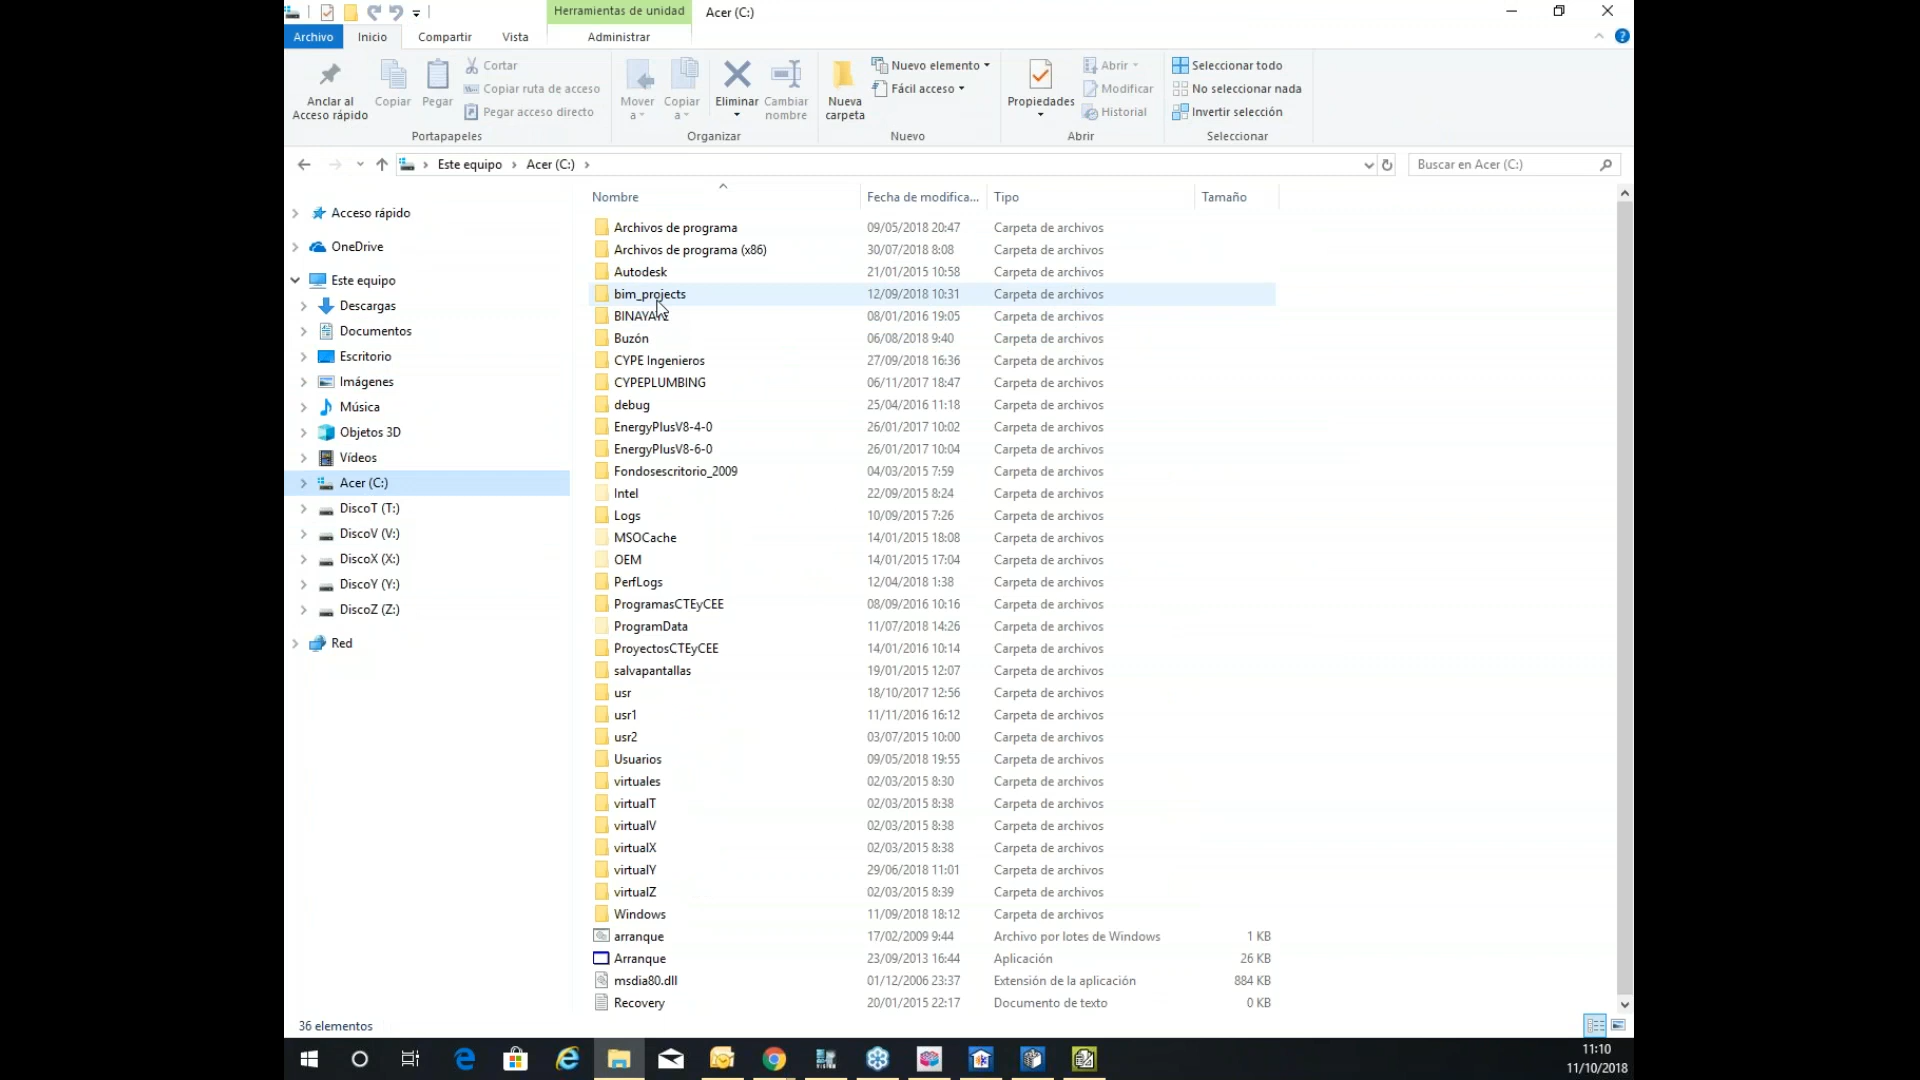 Herramientas de unidad
Acer (C:)
Archivo
Inicio
Compartir
Vista
Administrar
Anclar al
Acceso rápido
Copiar
Pegar
Cortar
Copiar ruta de acceso
Pegar acceso directo
Portapapeles
Mover
a
Copiar
a
Eliminar
Cambiar
nombre
Organizar
Nueva
carpeta
Nuevo elemento
Fácil acceso
Nuevo
Propiedades
Abrir
Modificar
Historial
Abrir
Seleccionar todo
No seleccionar nada
Invertir selección
Seleccionar
Este equipo > Acer (C:) >
Buscar en Acer (C:)
Acceso rápido
OneDrive
Este equipo
Descargas
Documentos
Escritorio
Imágenes
Música
Objetos 3D
Vídeos
Acer (C:)
DiscoT (T:)
DiscoV (V:)
DiscoX (X:)
DiscoY (Y:)
DiscoZ (Z:)
Red
Nombre Fecha de modifica... Tipo Tamaño
Archivos de programa 09/05/2018 20:47 Carpeta de archivos
Archivos de programa (x86) 30/07/2018 8:08 Carpeta de archivos
Autodesk 21/01/2015 10:58 Carpeta de archivos
bim_projects 12/09/2018 10:31 Carpeta de archivos
08/01/2016 19:05 Carpeta de archivos
Buzón 06/08/2018 9:40 Carpeta de archivos
CYPE Ingenieros 27/09/2018 16:36 Carpeta de archivos
CYPEPLUMBING 06/11/2017 18:47 Carpeta de archivos
debug 25/04/2016 11:18 Carpeta de archivos
EnergyPlusV8-4-0 26/01/2017 10:02 Carpeta de archivos
EnergyPlusV8-6-0 26/01/2017 10:04 Carpeta de archivos
Fondosescritorio_2009 04/03/2015 7:59 Carpeta de archivos
Intel 22/09/2015 8:24 Carpeta de archivos
Logs 10/09/2015 7:26 Carpeta de archivos
MSOCache 14/01/2015 18:08 Carpeta de archivos
OEM 14/01/2015 17:04 Carpeta de archivos
PerfLogs 12/04/2018 1:38 Carpeta de archivos
ProgramasCTEyCEE 08/09/2016 10:16 Carpeta de archivos
ProgramData 11/07/2018 14:26 Carpeta de archivos
ProyectosCTEyCEE 14/01/2016 10:14 Carpeta de archivos
salvapantallas 19/01/2015 12:07 Carpeta de archivos
usr 18/10/2017 12:56 Carpeta de archivos
usr1 11/11/2016 16:12 Carpeta de archivos
usr2 03/07/2015 10:00 Carpeta de archivos
Usuarios 09/05/2018 19:55 Carpeta de archivos
virtuales 02/03/2015 8:30 Carpeta de archivos
virtualT 02/03/2015 8:38 Carpeta de archivos
virtualV 02/03/2015 8:38 Carpeta de archivos
virtualX 02/03/2015 8:38 Carpeta de archivos
virtualY 29/06/2018 11:01 Carpeta de archivos
virtualZ 02/03/2015 8:39 Carpeta de archivos
Windows 11/09/2018 18:12 Carpeta de archivos
arranque 17/02/2009 9:44 Archivo por lotes de Windows 1 KB
Arranque 23/09/2013 16:44 Aplicación 26 KB
msdia80.dll 01/12/2006 23:37 Extensión de la aplicación 884 KB
Recovery 20/01/2015 22:17 Documento de texto 0 KB
36 elementos
11:10
11/10/2018